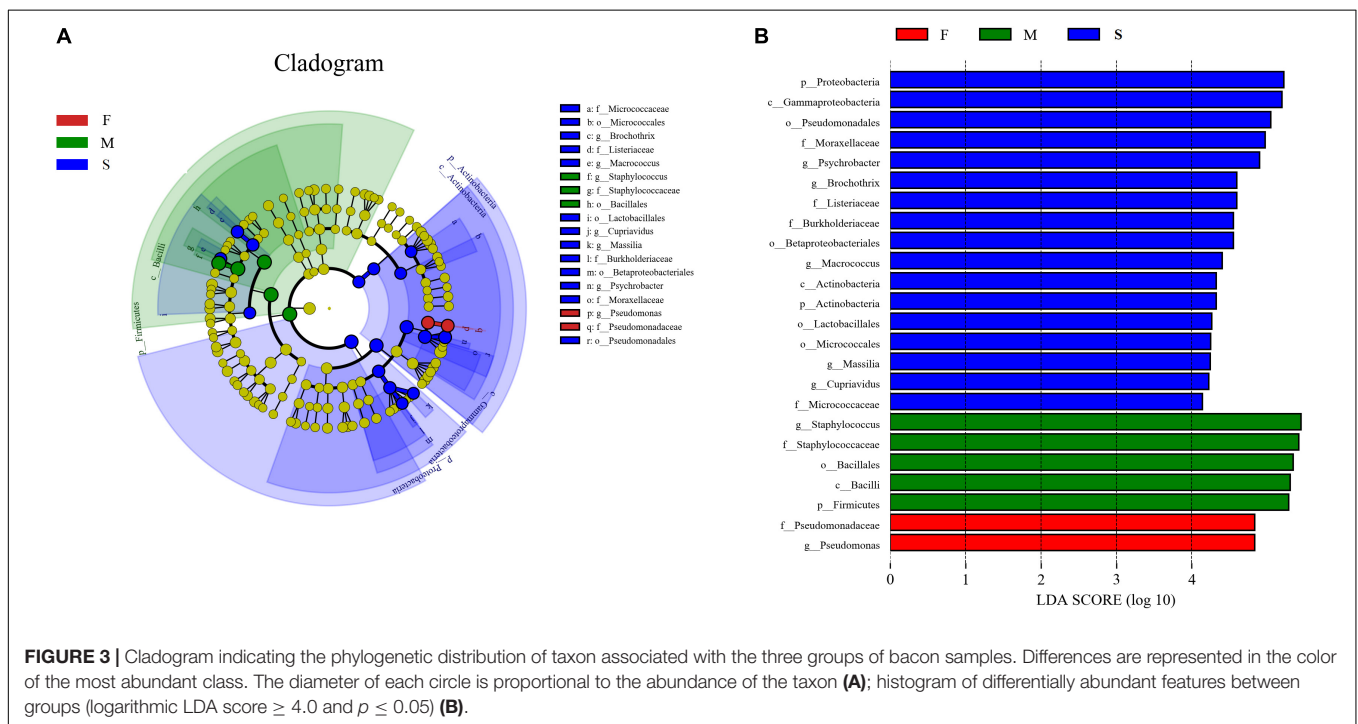 A
Cladogram
F
M
S
p__Actinobacteria
c__Actinobacteria
a
b
c__Bacilli
p__Firmicutes
i
c__Gammaproteobacteria
p__Proteobacteria
m
a: f__Micrococcaceae
b: o__Micrococcales
c: g__Brochothrix
d: f__Listeriaceae
e: g__Macrococcus
f: g__Staphylococcus
g: f__Staphylococcaceae
h: o__Bacillales
i: o__Lactobacillales
j: g__Cupriavidus
k: g__Massilia
l: f__Burkholderiaceae
m: o__Betaproteobacteriales
n: g__Psychrobacter
o: f__Moraxellaceae
p: g__Pseudomonas
q: f__Pseudomonadaceae
r: o__Pseudomonadales
B
F M S
p__Proteobacteria
c__Gammaproteobacteria
o__Pseudomonadales
f__Moraxellaceae
g__Psychrobacter
g__Brochothrix
f__Listeriaceae
f__Burkholderiaceae
o__Betaproteobacteriales
g__Macrococcus
c__Actinobacteria
p__Actinobacteria
o__Lactobacillales
o__Micrococcales
g__Massilia
g__Cupriavidus
f__Micrococcaceae
g__Staphylococcus
f__Staphylococcaceae
o__Bacillales
c__Bacilli
p__Firmicutes
f__Pseudomonadaceae
g__Pseudomonas
0 1 2 3 4
LDA SCORE (log 10)
FIGURE 3 | Cladogram indicating the phylogenetic distribution of taxon associated with the three groups of bacon samples. Differences are represented in the color
of the most abundant class. The diameter of each circle is proportional to the abundance of the taxon (A); histogram of differentially abundant features between
groups (logarithmic LDA score ≥ 4.0 and p ≤ 0.05) (B).